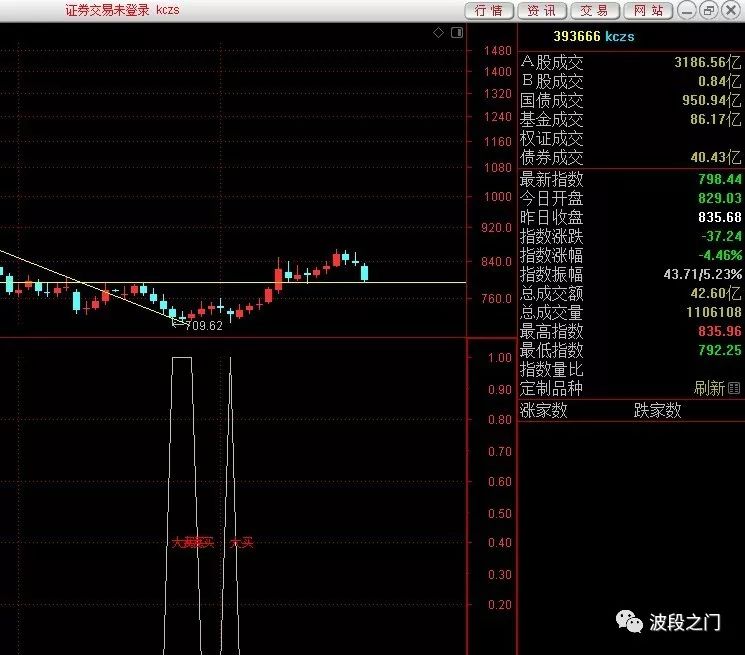 证券交易未登录 kczs
行情 资讯 交易 网站
393666 kczs
A股成交 3186.56亿
B股成交 0.84亿
国债成交 950.94亿
基金成交 86.17亿
权证成交
债券成交 40.43亿
最新指数 798.44
今日开盘 829.03
昨日收盘 835.68
指数涨跌 -37.24
指数涨幅 -4.46%
指数振幅 43.71/5.23%
总成交额 42.60亿
总成交量 1106108
最高指数 835.96
最低指数 792.25
指数量比
定制品种 刷新
涨家数 跌家数
1480
1400
1320
1240
1160
1080
1000
920.0
840.0
760.0
709.62
1.00
0.90
0.80
0.70
0.60
0.50
0.40
0.30
0.20
大买
波段之门